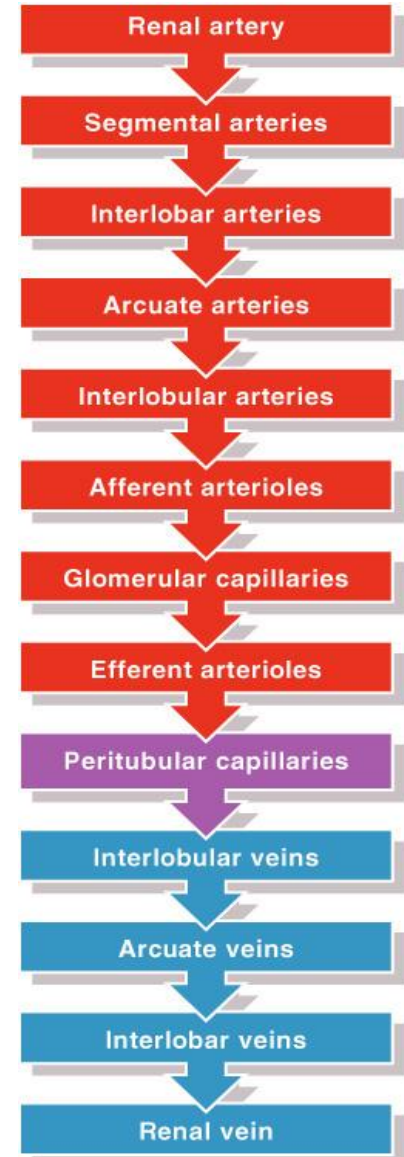 Renal artery
Segmental arteries
Interlobar arteries
Arcuate arteries
Interlobular arteries
Afferent arterioles
Glomerular capillaries
Efferent arterioles
Peritubular capillaries
Interlobular veins
Arcuate veins
Interlobar veins
Renal vein